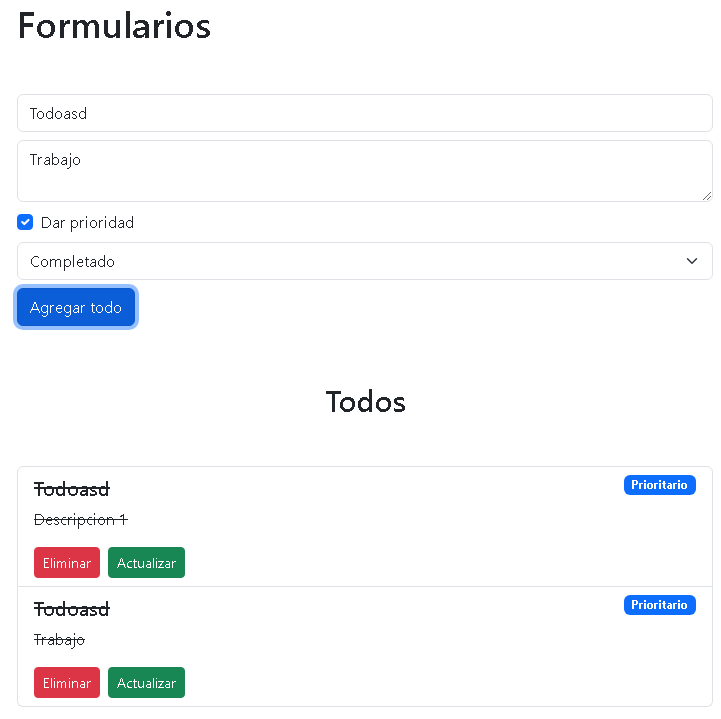 Formularios
Todoasd
Trabajo
Dar prioridad
Completado
Agregar todo
Todos
Todoasd
Prioritario
Descripcion 1
Eliminar Actualizar
Todoasd
Prioritario
Trabajo
Eliminar Actualizar